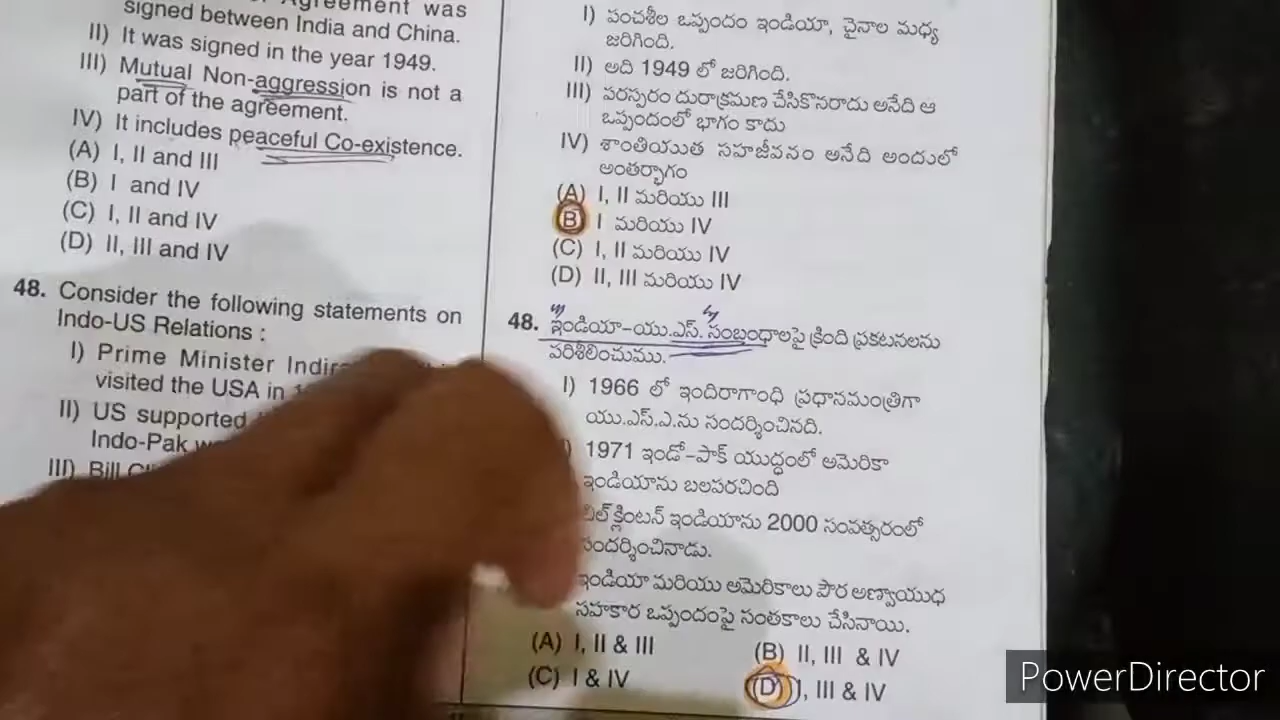 Agreement was
signed between India and China.
II) It was signed in the year 1949.
III) Mutual Non-aggression is not a
part of the agreement.
IV) It includes peaceful Co-existence.
(A) I, II and III
(B) I and IV
(C) I, II and IV
(D) II, III and IV
48. Consider the following statements on
Indo-US Relations :
I) Prime Minister
visited the USA in
II) US supported
Indo-Pak
III) Bill
I) పంచశీల ఒప్పందం ఇండియా, చైనాల మధ్య
జరిగింది.
II) అది 1949 లో జరిగింది.
III) పరస్పరం దురాక్రమణ చేసికొనరాదు అనేది ఆ
ఒప్పందంలో భాగం కాదు
IV) శాంతియుత సహజీవనం అనేది అందులో
అంతర్భాగం
(A) I, II మరియు III
(B) I మరియు IV
(C) I, II మరియు IV
(D) II, III మరియు IV
48. ఇండియా-యు.ఎస్. సంబంధాలపై క్రింది ప్రకటనలను
పరిశీలించుము.
I) 1966 లో ఇందిరాగాంధి ప్రధానమంత్రిగా
యు.ఎస్.ఎ.ను సందర్శించినది.
1971 ఇండో-పాక్ యుద్ధంలో అమెరికా
ఇండియాను బలపరచింది
బిల్‌క్లింటన్ ఇండియాను 2000 సంవత్సరంలో
సందర్శించినాడు.
ఇండియా మరియు అమెరికాలు పౌర అణ్వాయుధ
సహకార ఒప్పందంపై సంతకాలు చేసినాయి.
(A) I, II & III (B) II, III & IV
(C) I & IV (D) I, III & IV
PowerDirector